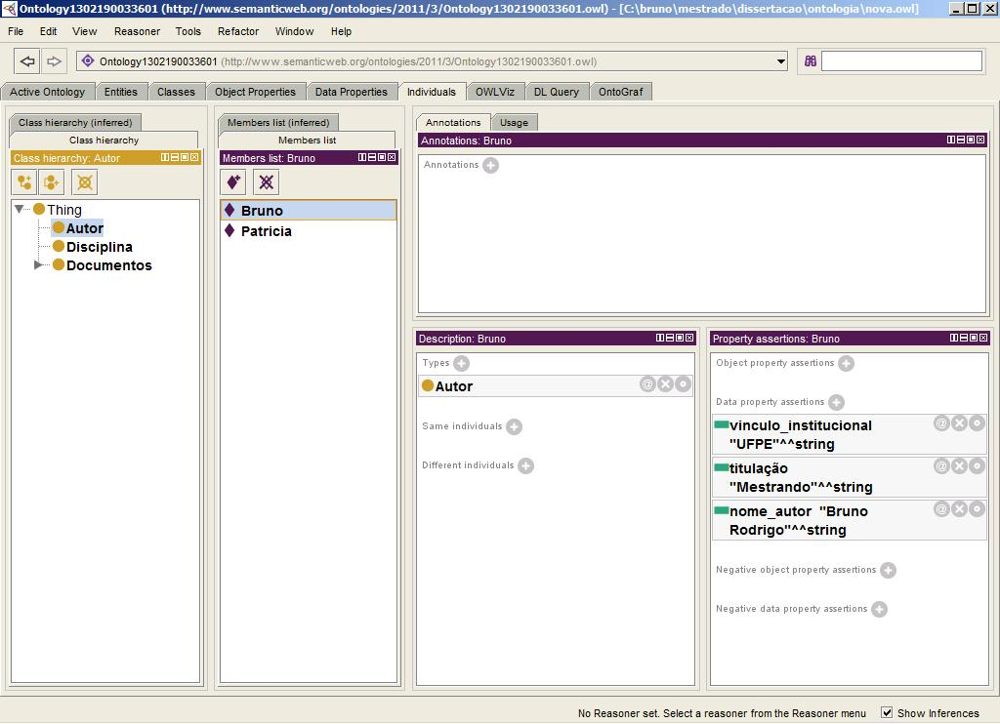 Ontology1302190033601 (http://www.semanticweb.org/ontologies/2011/3/Ontology1302190033601.owl) - [C:\bruno\mestrado\dissertacao\ontologia\nova.owl]
File Edit View Reasoner Tools Refactor Window Help
Ontology1302190033601 (http://www.semanticweb.org/ontologies/2011/3/Ontology1302190033601.owl)
Active Ontology Entities Classes Object Properties Data Properties Individuals OWLViz DL Query OntoGraf
Class hierarchy (inferred)
Class hierarchy
Class hierarchy: Autor
Thing
Autor
Disciplina
Documentos
Members list (inferred)
Members list
Members list: Bruno
Bruno
Patricia
Annotations Usage
Annotations: Bruno
Annotations
Description: Bruno
Types
Autor
Same individuals
Different individuals
Property assertions: Bruno
Object property assertions
Data property assertions
vinculo_institucional
"UFPE"^^string
titulação
"Mestrando"^^string
nome_autor "Bruno
Rodrigo"^^string
Negative object property assertions
Negative data property assertions
No Reasoner set. Select a reasoner from the Reasoner menu Show Inferences